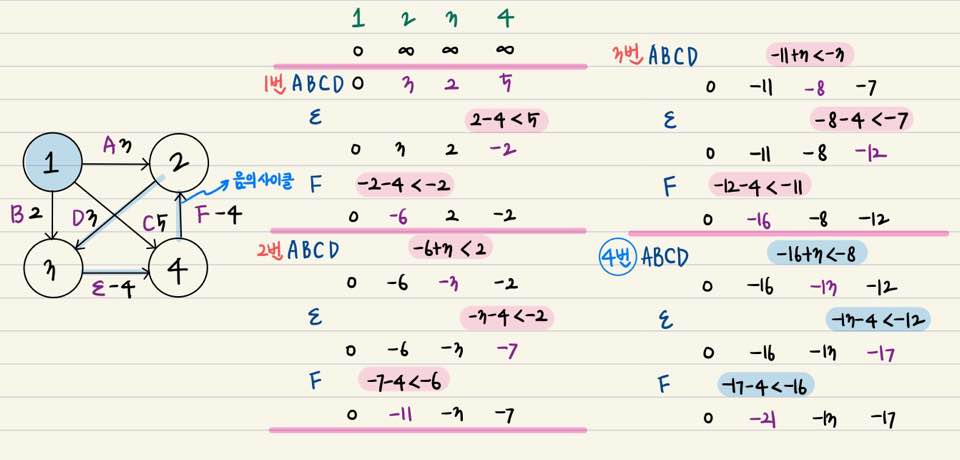 1 2 3 4
0 ∞ ∞ ∞
1번 ABCD 0 3 2 5
E 2-4<5
0 3 2 -2
F -2-4<-2
0 -6 2 -2
2번 ABCD -6+3<2
0 -6 -3 -2
E -3-4<-2
0 -6 -3 -7
F -7-4<-6
0 -11 -3 -7
3번 ABCD -11+3<-3
0 -11 -8 -7
E -8-4<-7
0 -11 -8 -12
F -12-4<-11
0 -16 -8 -12
4번 ABCD -16+3<-8
0 -16 -13 -12
E -13-4<-12
0 -16 -13 -17
F -17-4<-16
0 -21 -13 -17
A3
1 2
음의 사이클
B2 D3 C5 F-4
3 4
E-4